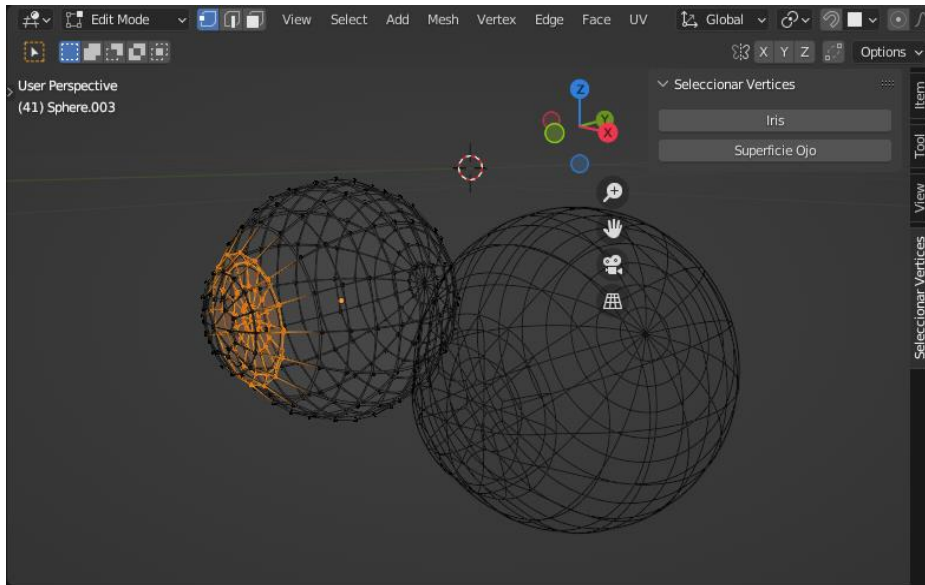 Edit Mode View Select Add Mesh Vertex Edge Face UV Global
X Y Z Options
User Perspective
(41) Sphere.003
Z
Y
X
Seleccionar Vertices
Iris
Superficie Ojo
Item
Tool
View
Seleccionar Vertices